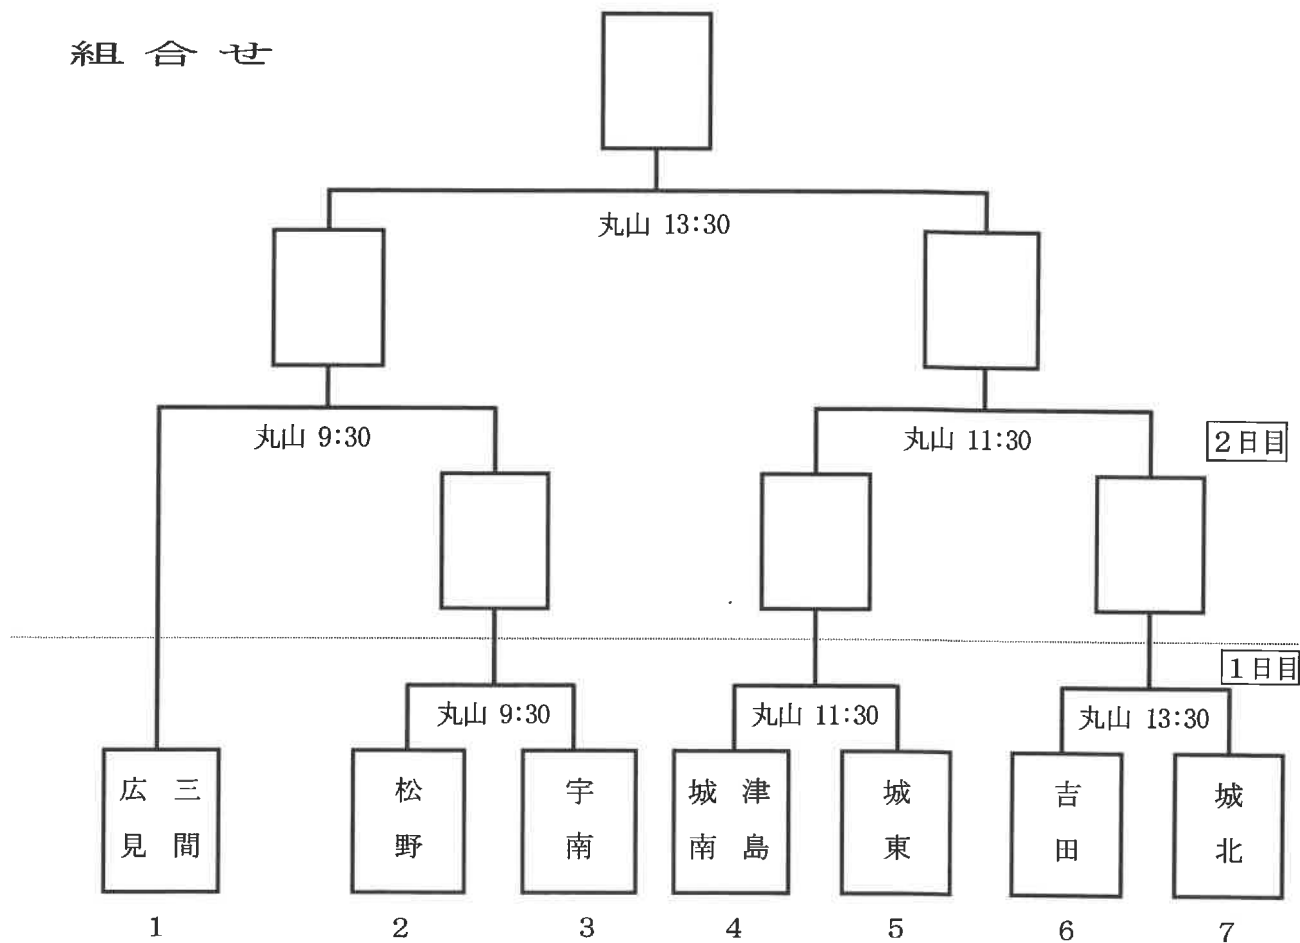 組合せ
丸山 13:30
丸山 9:30
丸山 11:30
2日目
1日目
丸山 9:30
丸山 11:30
丸山 13:30
広見 三間
松野
宇南
城南 津島
城東
吉田
城北
1
2
3
4
5
6
7